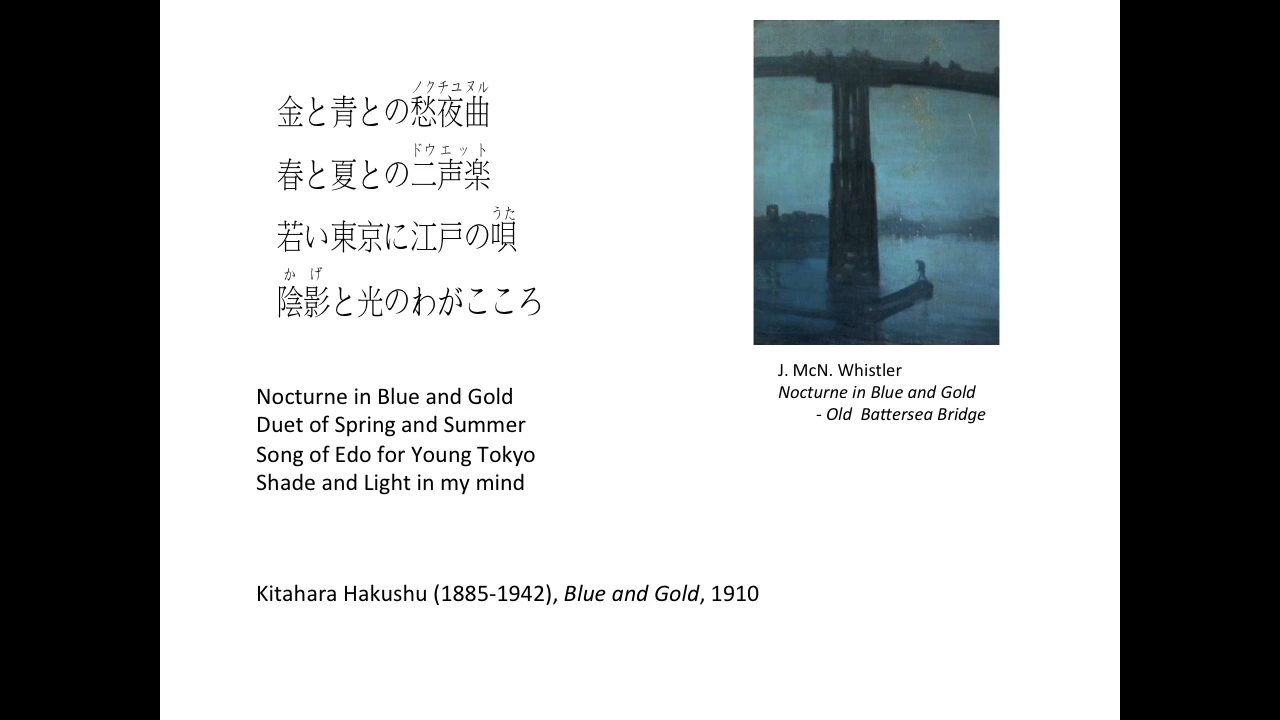 ノクチユヌル
金と青との愁夜曲
ドウエット
春と夏との二声楽
うた
若い東京に江戸の唄
かげ
陰影と光のわがこころ
Nocturne in Blue and Gold
Duet of Spring and Summer
Song of Edo for Young Tokyo
Shade and Light in my mind
J. McN. Whistler
Nocturne in Blue and Gold
- Old Battersea Bridge
Kitahara Hakushu (1885-1942), Blue and Gold, 1910